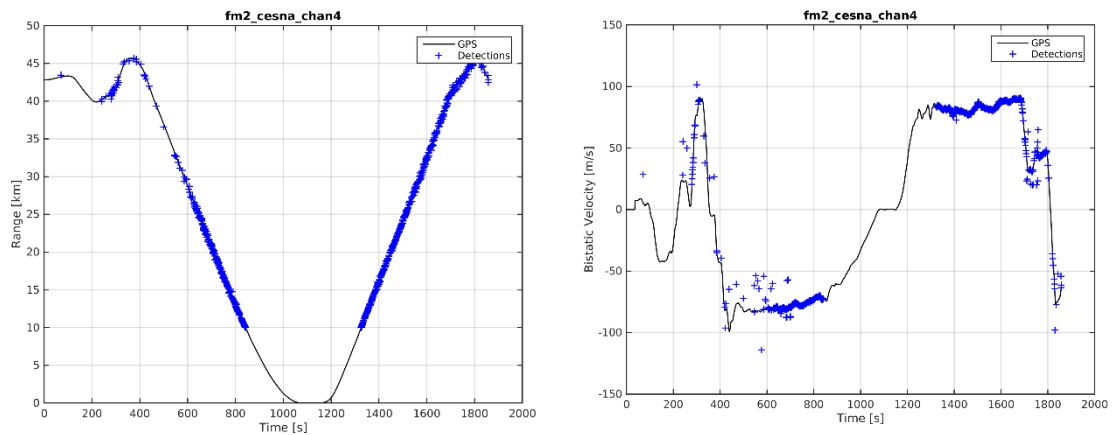 fm2_cesna_chan4
50
45
40
35
30
25
20
15
10
5
0
Range [km]
GPS
Detections
0 200 400 600 800 1000 1200 1400 1600 1800 2000
Time [s]
fm2_cesna_chan4
150
100
50
0
-50
-100
-150
Bistatic Velocity [m/s]
GPS
Detections
0 200 400 600 800 1000 1200 1400 1600 1800 2000
Time [s]